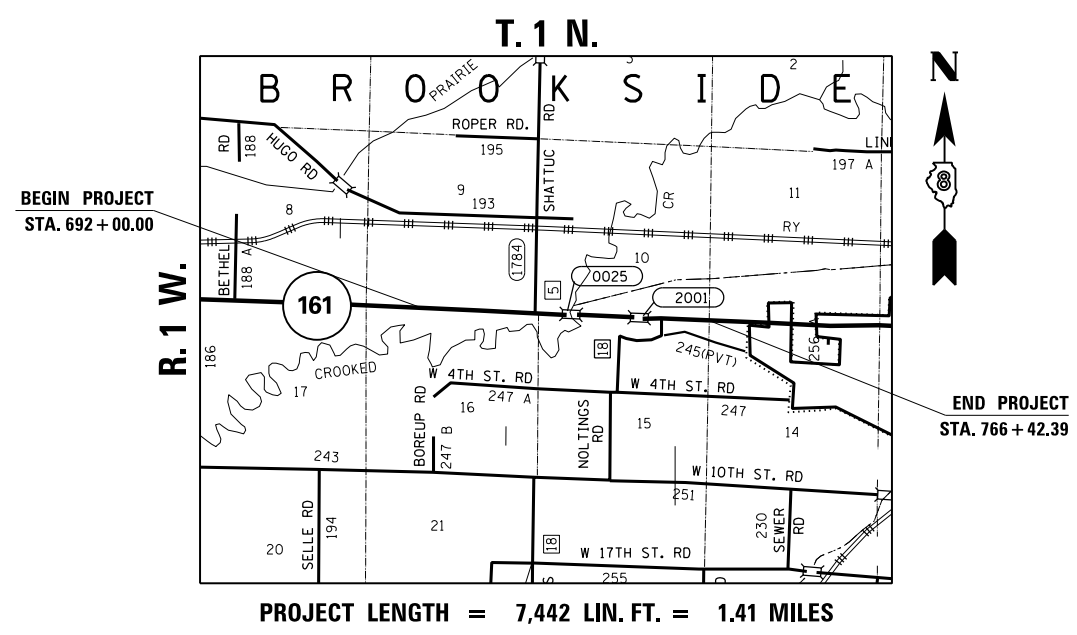 T. 1 N.
N
B R O O K S I D E
PRAIRIE
2
RD
188
HUGO RD
ROPER RD.
195
SHATTUC RD
LIN
197 A
8
BEGIN PROJECT
STA. 692 + 00.00
9
193
11
CR
8
RY
BETHEL
188 A
1784
10
5
0025
2001
R. 1 W.
161
186
18
245(PVT)
256
CROOKED
17
W 4TH ST. RD
247 A
W 4TH ST. RD
247
END PROJECT
STA. 766 + 42.39
BOREUP RD
247 B
16
NOLTINGS RD
15
14
243
W 10TH ST. RD
251
SELLE RD
194
21
20
18
230
SEWER RD
W 17TH ST. RD
255
PROJECT LENGTH = 7,442 LIN. FT. = 1.41 MILES